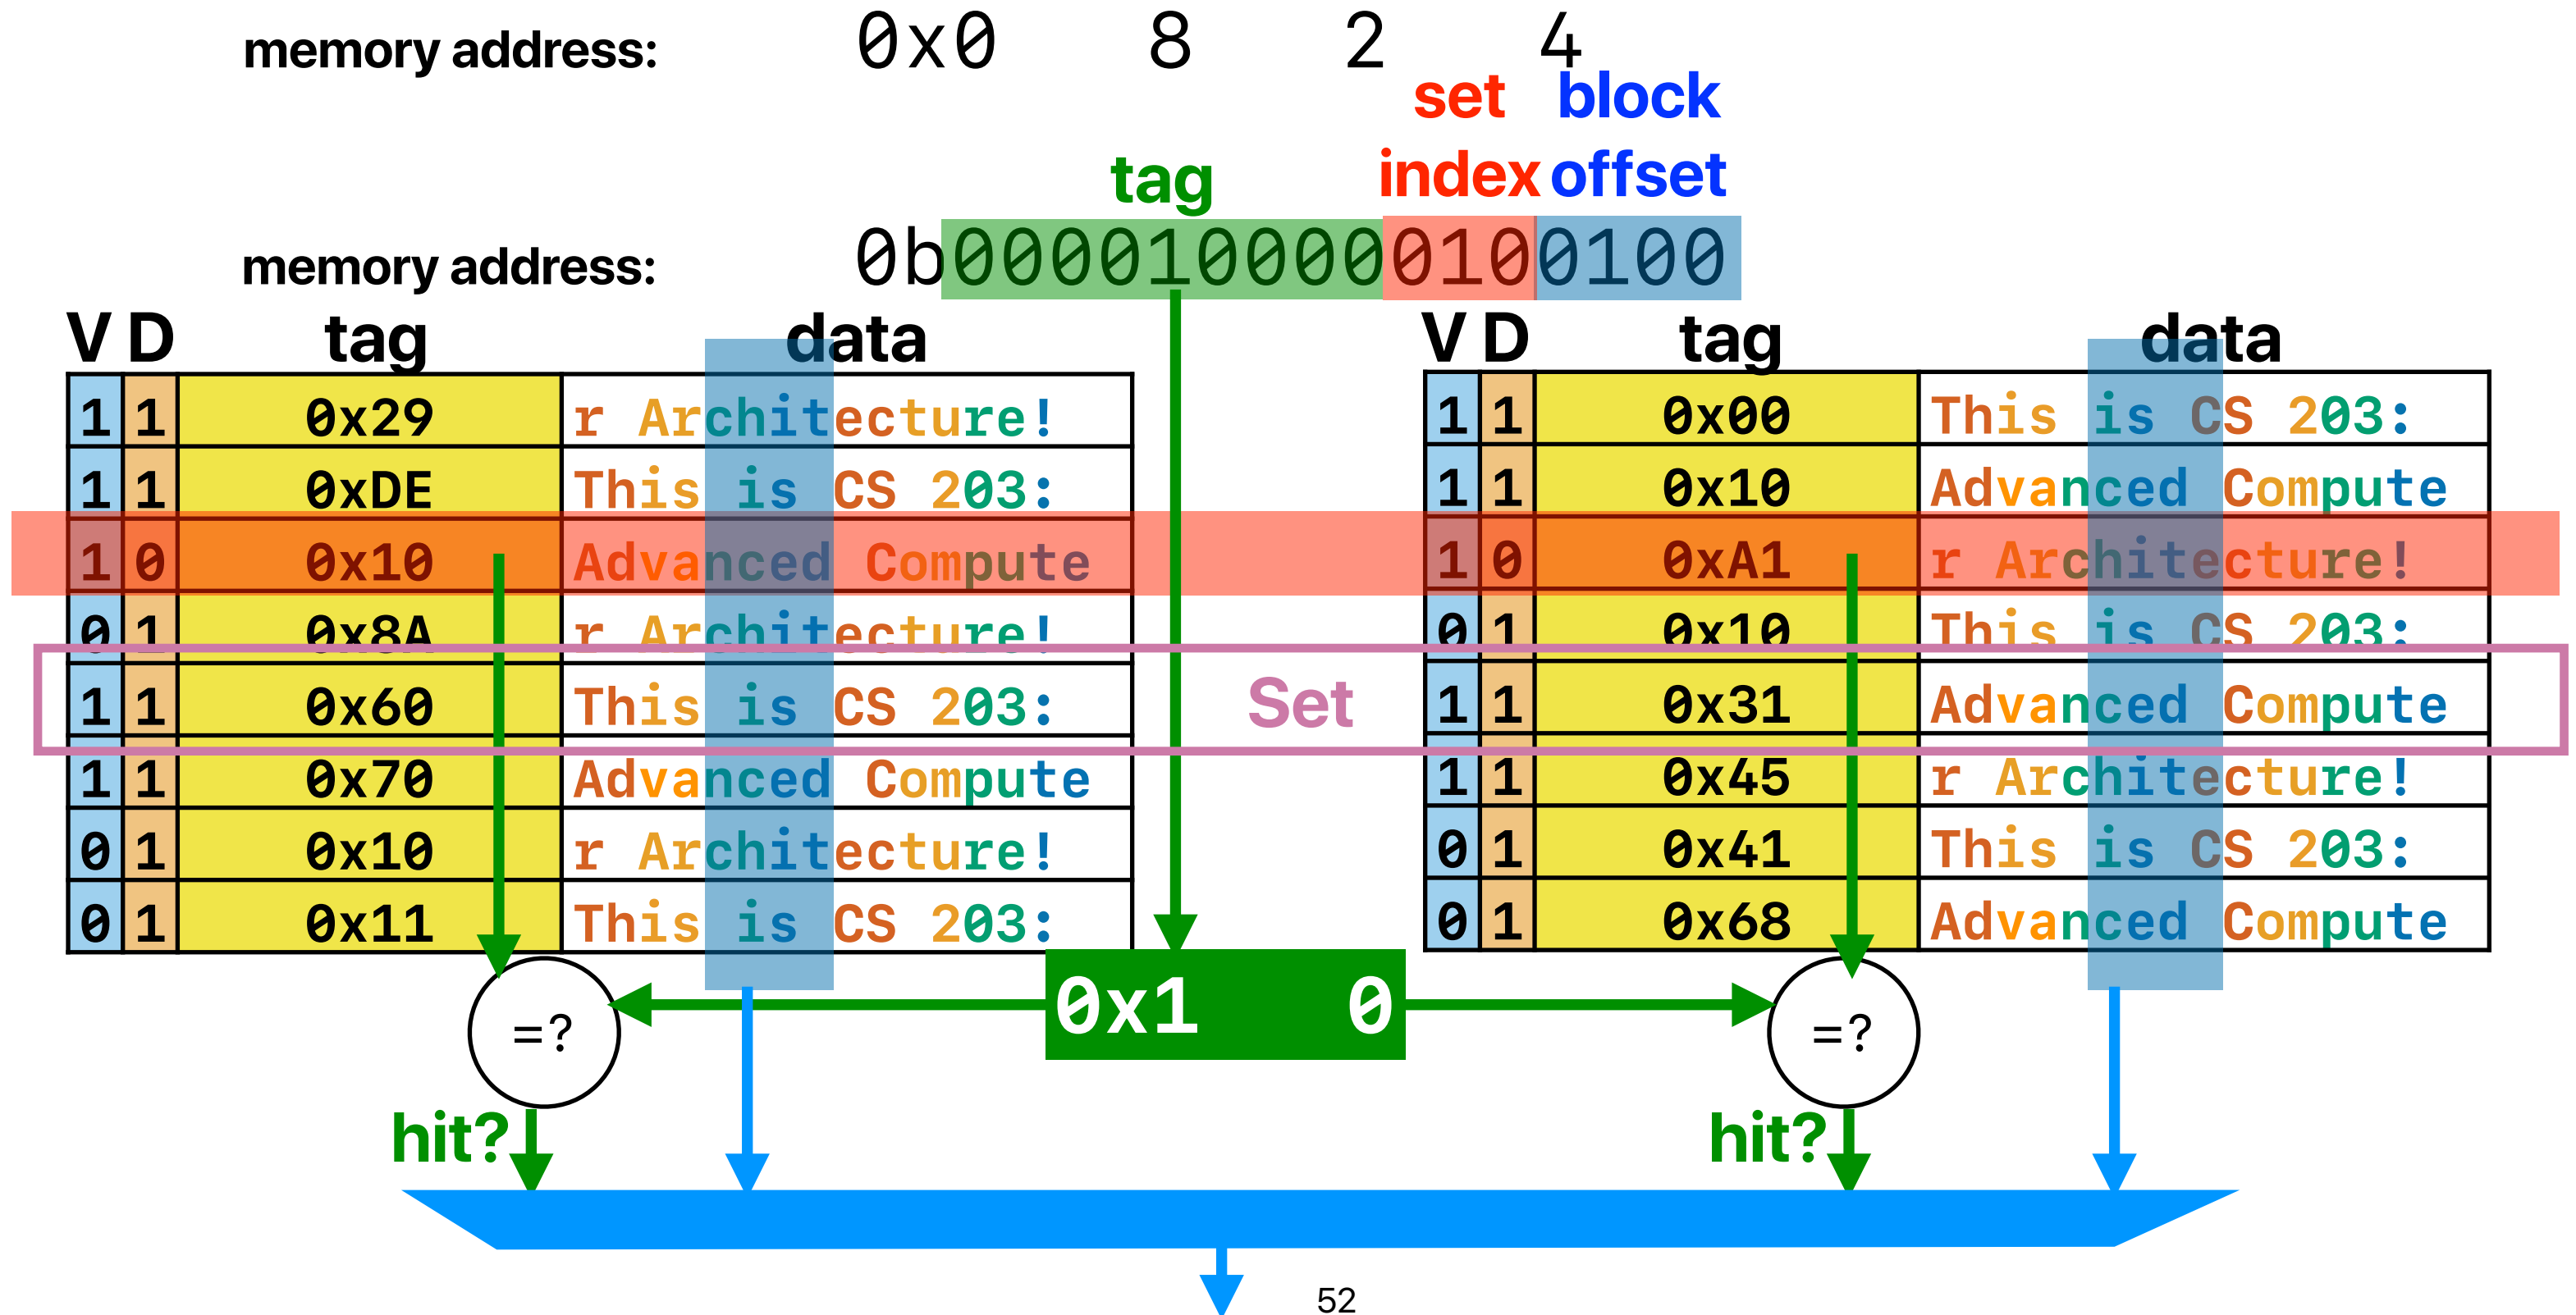 memory address: 0x0 8 2 4
set block
tag index offset
memory address: 0b0000100000100100
V D tag data V D tag data
1 1 0x29 r Architecture! 1 1 0x00 This is CS 203:
1 1 0xDE This is CS 203: 1 1 0x10 Advanced Compute
1 0 0x10 Advanced Compute 1 0 0xA1 r Architecture!
0 1 0x8A r Architecture! 0 1 0x10 This is CS 203:
1 1 0x60 This is CS 203: Set 1 1 0x31 Advanced Compute
1 1 0x70 Advanced Compute 1 1 0x45 r Architecture!
0 1 0x10 r Architecture! 0 1 0x41 This is CS 203:
0 1 0x11 This is CS 203: 0 1 0x68 Advanced Compute
=? 0x1 0 =?
hit? hit?
52